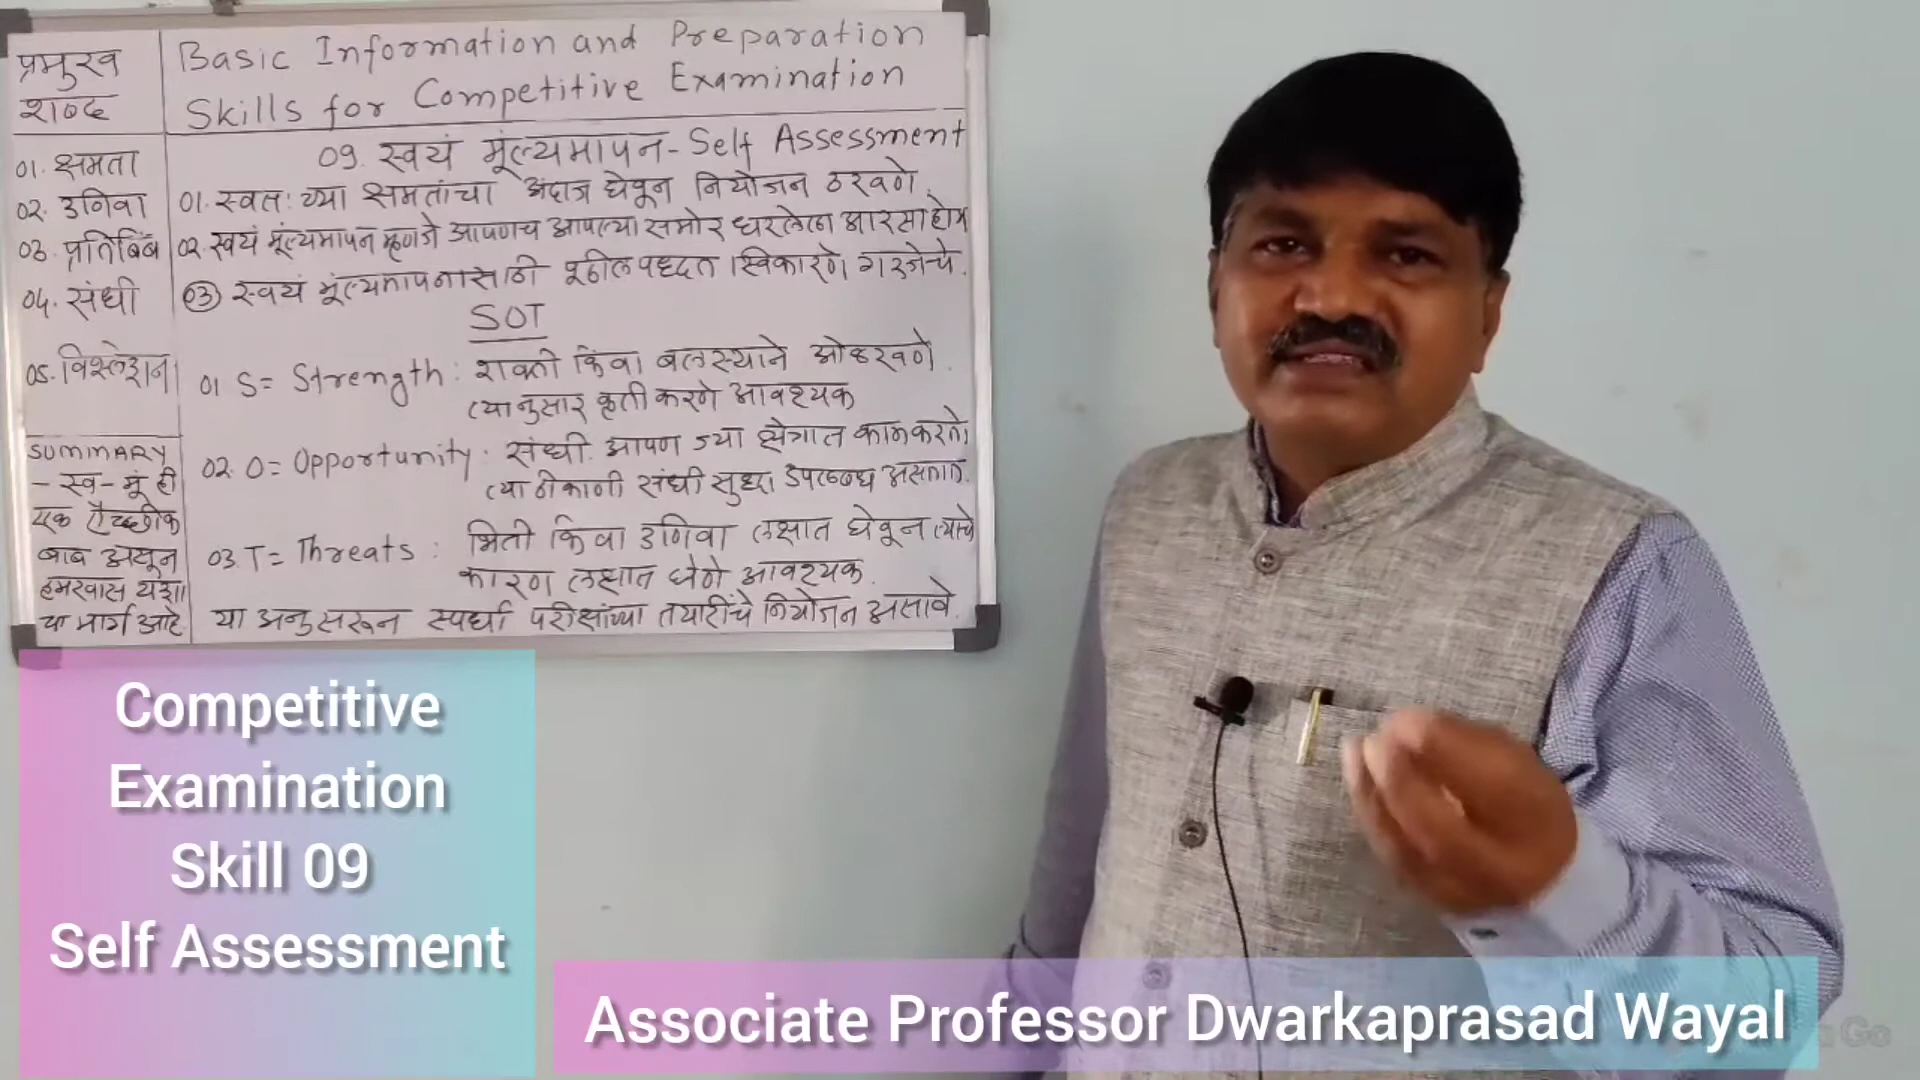 प्रमुख
शब्द
Basic Information and Preparation
Skills for Competitive Examination
01. क्षमता
02. उणिवा
03. प्रतिबिंब
04. संधी
05. विश्लेशन
SUMMARY
- स्व-मूं ही
एक ऐच्छीक
बाब असून
हमखास यशा
चा मार्ग आहे
09. स्वयं मूंल्यमापन - Self Assessment
01. स्वतः च्या क्षमतांचा अंदाज घेवून नियोजन ठरवणे.
02. स्वयं मूंल्यमापन म्हणजे आपणच आपल्या समोर धरलेला आरसा होय
03 स्वयं मूंल्यमापनासाठी पध्दत स्विकारणे गरजेचे.
SOT
01 S = Strength : शक्ती किंवा बलस्थाने ओळखणे.
त्यानुसार कृती करणे आवश्यक
02. O = Opportunity : संधी. आपण ज्या क्षेत्रात काम करतो
त्या ठिकाणी संधी सुध्दा उपलब्ध असतात.
03 T = Threats : भिती किंवा उणिवा लक्षात घेवून त्याचे
कारण लक्षात घेणे आवश्यक.
या अनुसरून स्पर्धा परीक्षांच्या तयारींचे नियोजन असावे.
Competitive
Examination
Skill 09
Self Assessment
Associate Professor Dwarkaprasad Wayal
Go